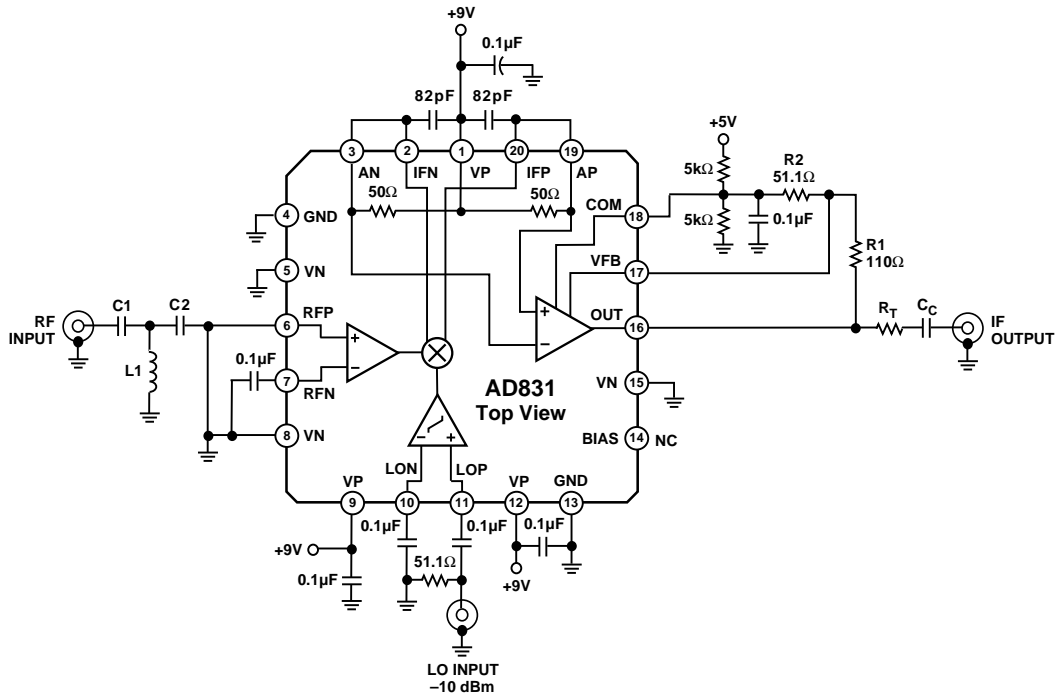 +9V
0.1µF
82pF
82pF
3
2
1
20
19
AN
IFN
VP
IFP
AP
50Ω
50Ω
+5V
5kΩ
R2
51.1Ω
5kΩ
0.1µF
R1
110Ω
4
GND
5
VN
COM
18
VFB
17
OUT
16
RT
CC
IF
OUTPUT
RF
INPUT
C1
C2
L1
6
RFP
+
−
+
−
0.1µF
7
RFN
8
VN
AD831
Top View
VN
15
BIAS
14
NC
−
+
LON
LOP
VP
GND
VP
9
10
11
12
13
0.1µF
0.1µF
0.1µF
+9V
51.1Ω
+9V
0.1µF
LO INPUT
–10 dBm